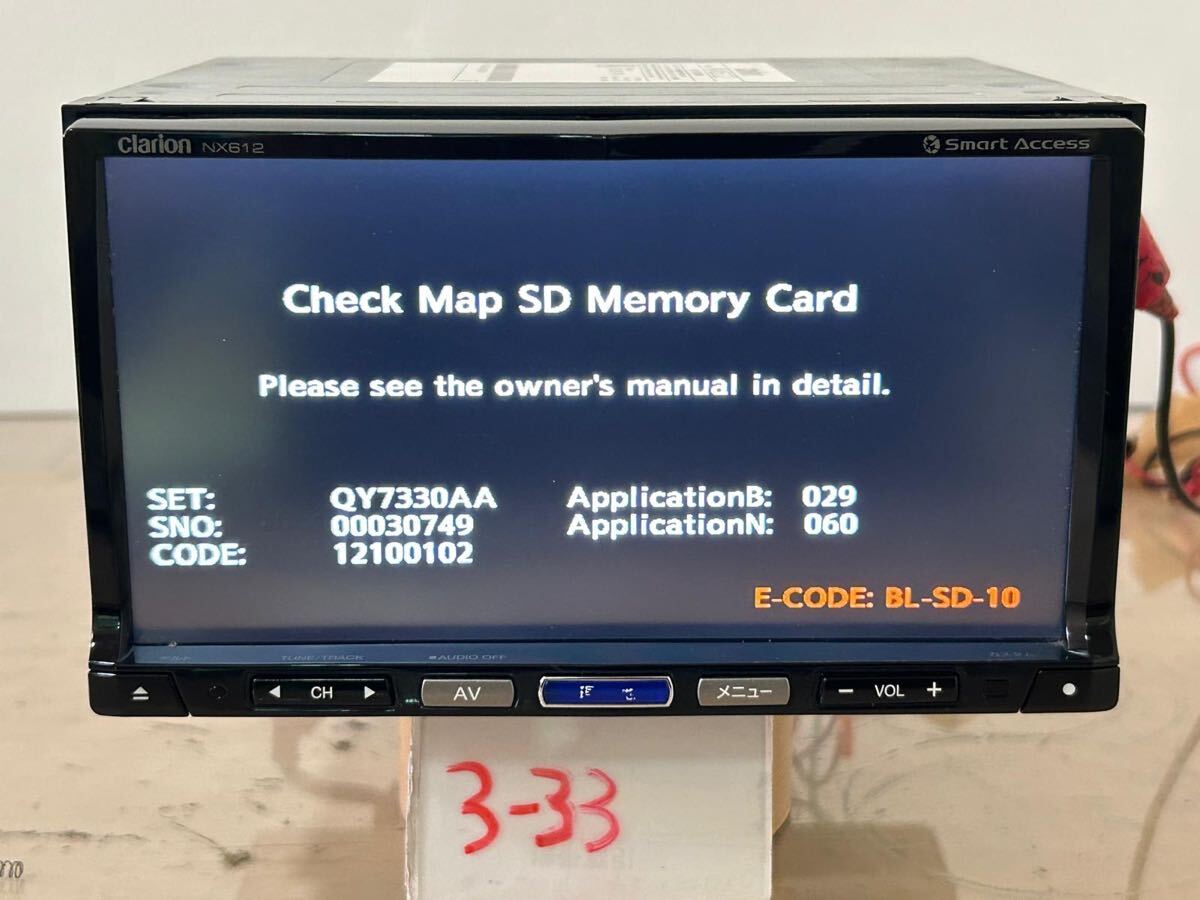 clarion NX612
Smart Access
Check Map SD Memory Card
Please see the owner's manual in detail.
SET: QY7330AA ApplicationB: 029
SNO: 00030749 ApplicationN: 060
CODE: 12100102
E-CODE: BL-SD-10
TUNE/TRACK ■AUDIO OFF
CH AV メニュー − VOL +
3-33